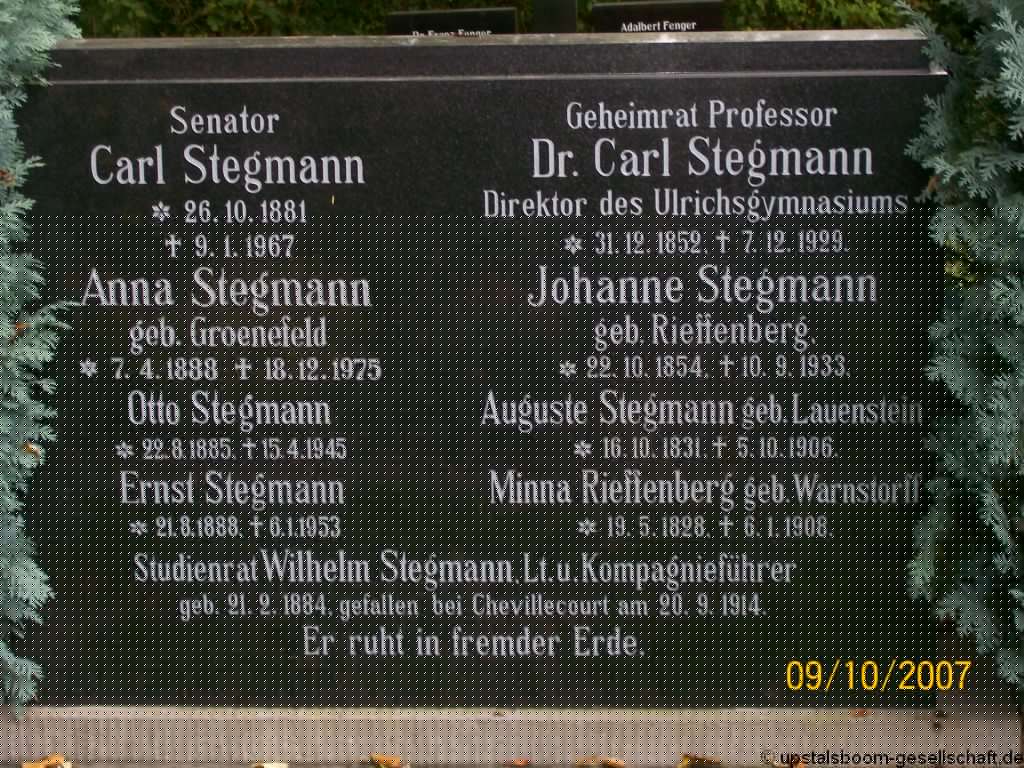 Dr. Franz Fenger
Adalbert Fenger
Senator
Carl Stegmann
* 26.10.1881
† 9.1.1967
Anna Stegmann
geb. Groenefeld
* 7.4.1888 † 18.12.1975
Otto Stegmann
* 22.8.1885. † 15.4.1945
Ernst Stegmann
* 21.8.1888. † 6.1.1953
Geheimrat Professor
Dr. Carl Stegmann
Direktor des Ulrichsgymnasiums
* 31.12.1852. † 7.12.1929.
Johanne Stegmann
geb. Rieffenberg.
* 22.10.1854. † 10.9.1933.
Auguste Stegmann geb. Lauenstein
* 16.10.1831. † 5.10.1906.
Minna Rieffenberg geb. Warnstorff
* 19.5.1828. † 6.1.1908.
Studienrat Wilhelm Stegmann, Lt. u. Kompagnieführer
geb. 21.2.1884. gefallen bei Chevillecourt am 20.9.1914.
Er ruht in fremder Erde.
09/10/2007
© upstalsboom-gesellschaft.de